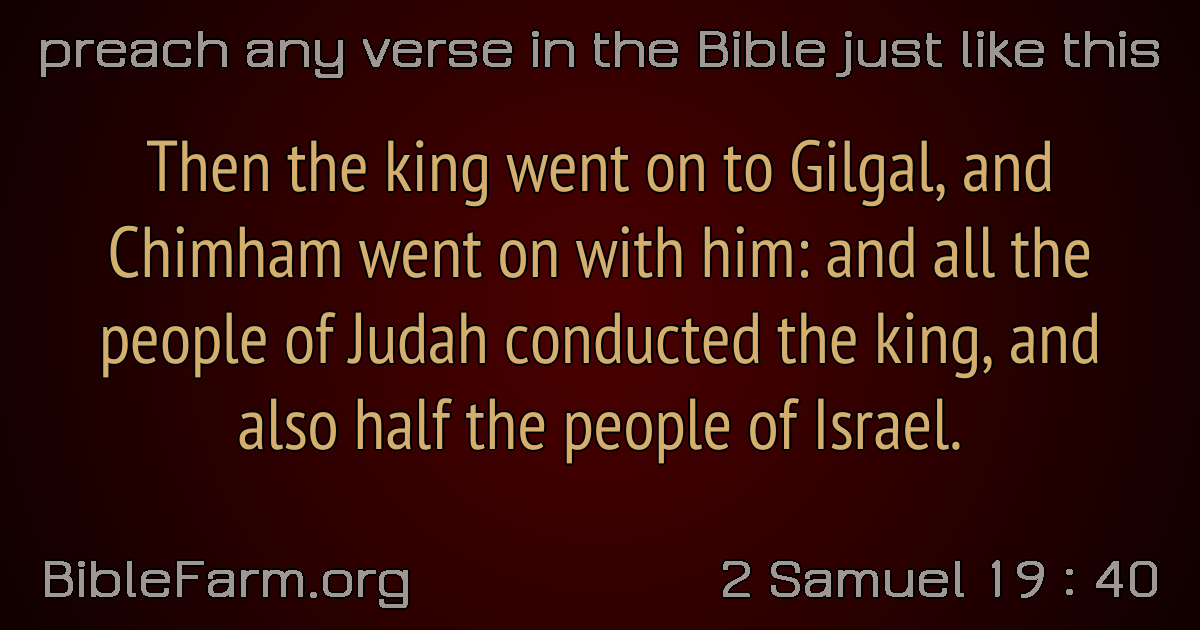 preach any verse in the Bible just like this
Then the king went on to Gilgal, and
Chimham went on with him: and all the
people of Judah conducted the king, and
also half the people of Israel.
BibleFarm.org
2 Samuel 19 : 40